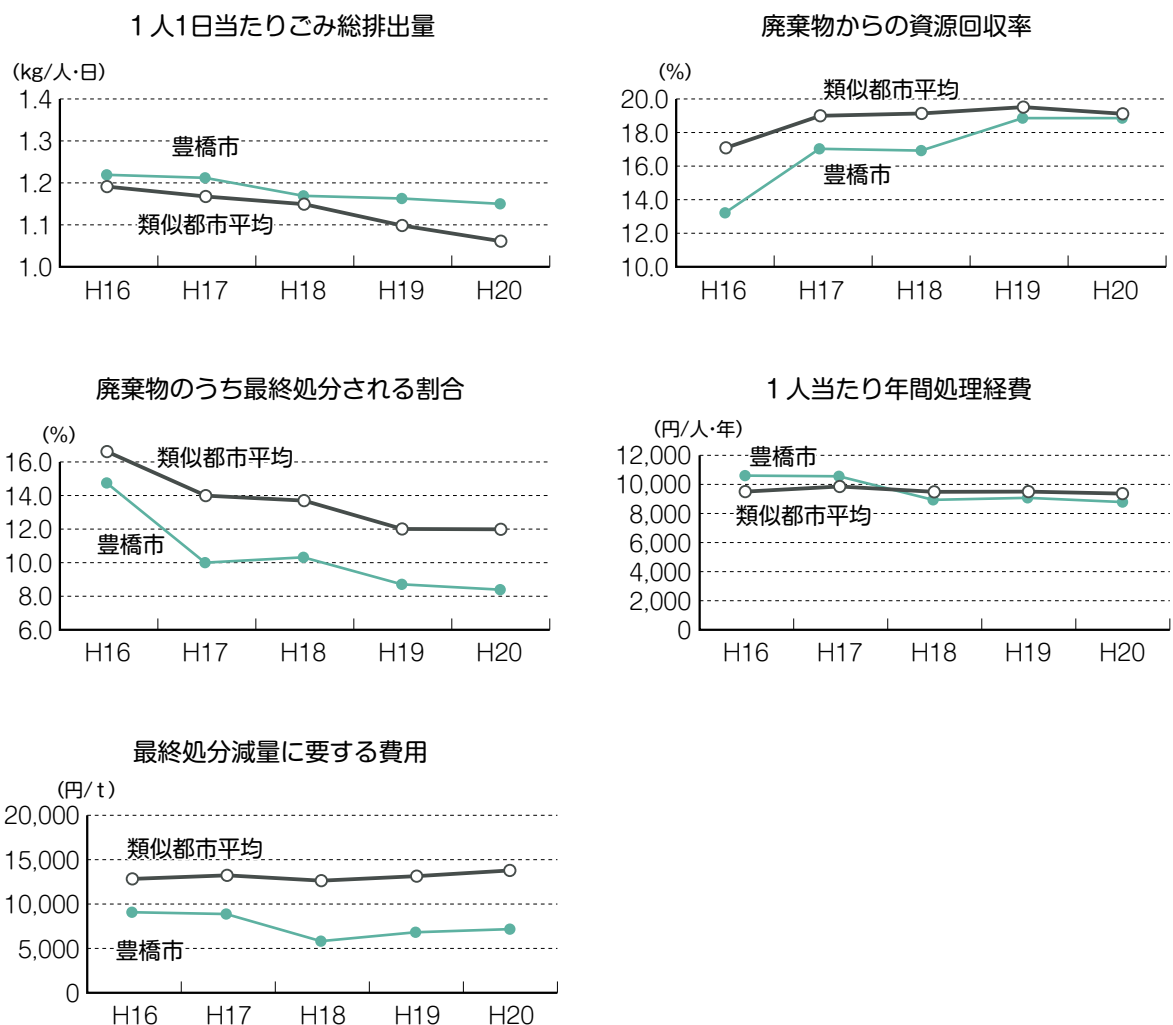 １人1日当たりごみ総排出量
（kg/人・日）
1.4
1.3
1.2
1.1
1.0
豊橋市
類似都市平均
H16 H17 H18 H19 H20
廃棄物からの資源回収率
（%）
20.0
18.0
16.0
14.0
12.0
10.0
類似都市平均
豊橋市
H16 H17 H18 H19 H20
廃棄物のうち最終処分される割合
（%）
16.0
14.0
12.0
10.0
8.0
6.0
類似都市平均
豊橋市
H16 H17 H18 H19 H20
１人当たり年間処理経費
（円/人・年）
12,000
10,000
8,000
6,000
4,000
2,000
0
豊橋市
類似都市平均
H16 H17 H18 H19 H20
最終処分減量に要する費用
（円/ｔ）
20,000
15,000
10,000
5,000
0
類似都市平均
豊橋市
H16 H17 H18 H19 H20